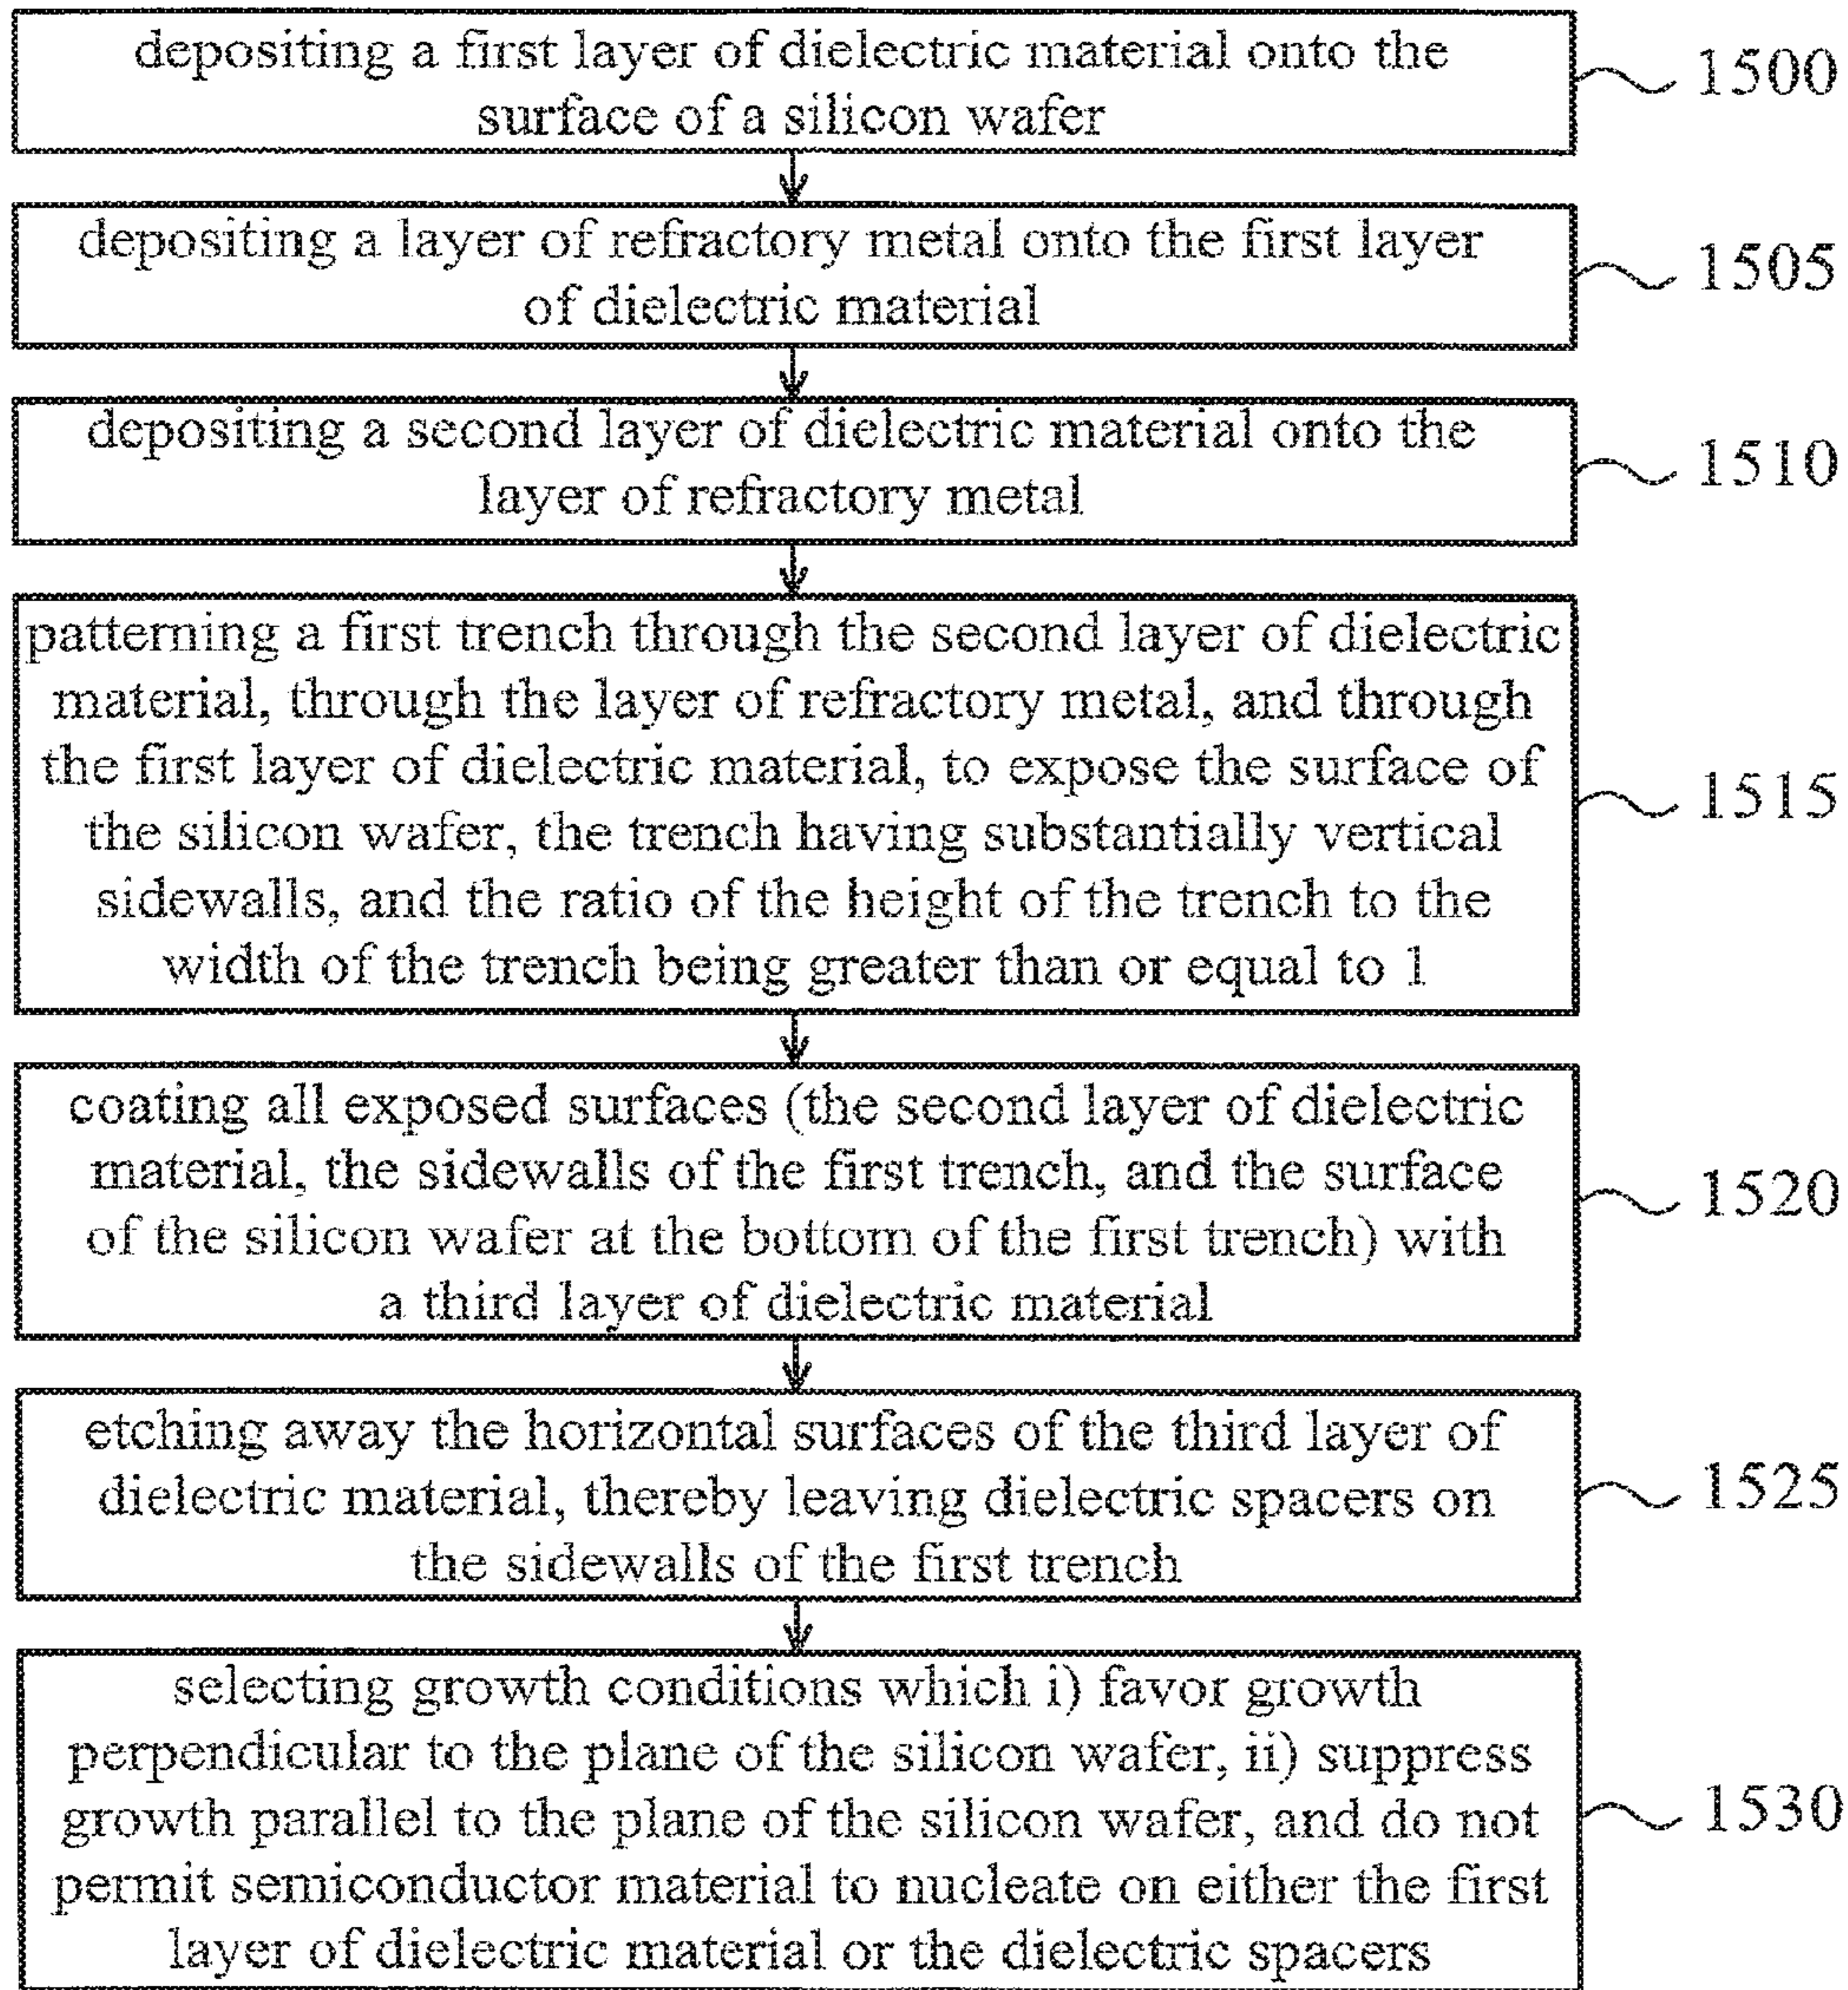 depositing a first layer of dielectric material onto the
surface of a silicon wafer
1500
depositing a layer of refractory metal onto the first layer
of dielectric material
1505
depositing a second layer of dielectric material onto the
layer of refractory metal
1510
patterning a first trench through the second layer of dielectric
material, through the layer of refractory metal, and through
the first layer of dielectric material, to expose the surface of
the silicon wafer, the trench having substantially vertical
sidewalls, and the ratio of the height of the trench to the
width of the trench being greater than or equal to 1
1515
coating all exposed surfaces (the second layer of dielectric
material, the sidewalls of the first trench, and the surface
of the silicon wafer at the bottom of the first trench) with
a third layer of dielectric material
1520
etching away the horizontal surfaces of the third layer of
dielectric material, thereby leaving dielectric spacers on
the sidewalls of the first trench
1525
selecting growth conditions which i) favor growth
perpendicular to the plane of the silicon wafer, ii) suppress
growth parallel to the plane of the silicon wafer, and do not
permit semiconductor material to nucleate on either the first
layer of dielectric material or the dielectric spacers
1530